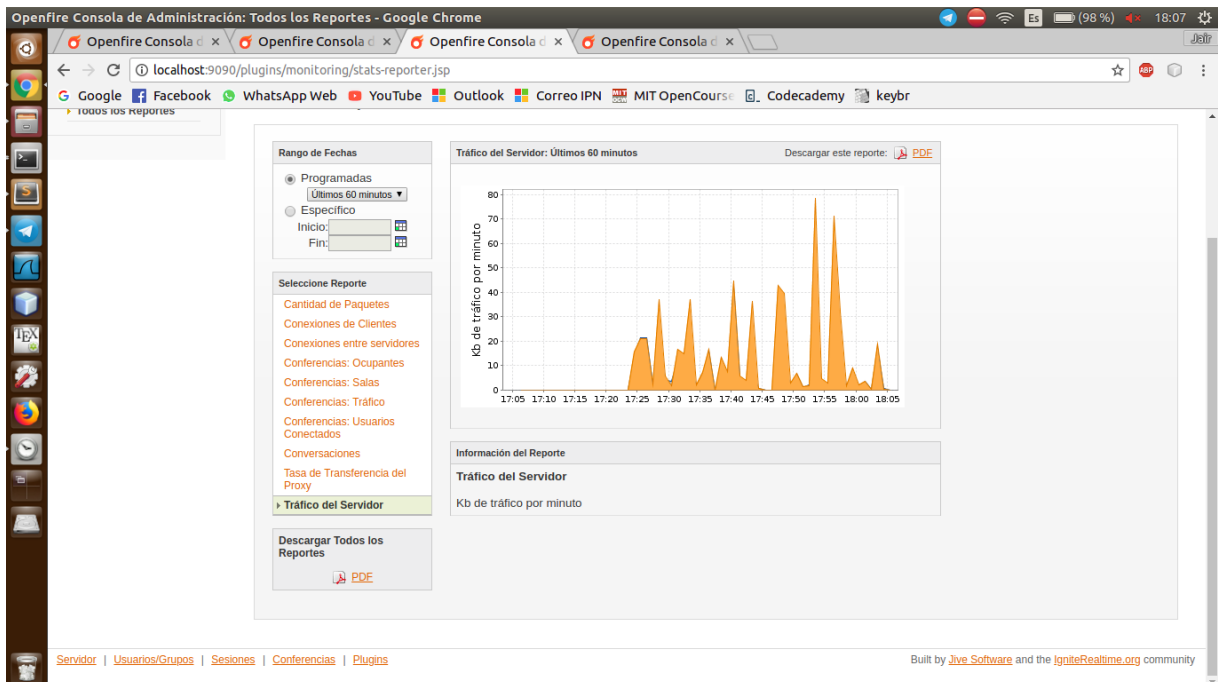 Openfire Consola de Administración: Todos los Reportes - Google Chrome
Es (98 %) 18:07
Openfire Consola d
Openfire Consola d
Openfire Consola d
Openfire Consola d
Jaír
localhost:9090/plugins/monitoring/stats-reporter.jsp
ABP
Google Facebook WhatsApp Web YouTube Outlook Correo IPN MIT OpenCourse Codecademy keybr
Todos los Reportes
Rango de Fechas
Programadas
Últimos 60 minutos
Específico
Inicio:
Fin:
Seleccione Reporte
Cantidad de Paquetes
Conexiones de Clientes
Conexiones entre servidores
Conferencias: Ocupantes
Conferencias: Salas
Conferencias: Tráfico
Conferencias: Usuarios
Conectados
Conversaciones
Tasa de Transferencia del
Proxy
Tráfico del Servidor
Descargar Todos los
Reportes
PDF
Tráfico del Servidor: Últimos 60 minutos
Descargar este reporte: PDF
Kb de tráfico por minuto
80
70
60
50
40
30
20
10
0
17:05 17:10 17:15 17:20 17:25 17:30 17:35 17:40 17:45 17:50 17:55 18:00 18:05
Información del Reporte
Tráfico del Servidor
Kb de tráfico por minuto
Servidor | Usuarios/Grupos | Sesiones | Conferencias | Plugins
Built by Jive Software and the IgniteRealtime.org community
TEX